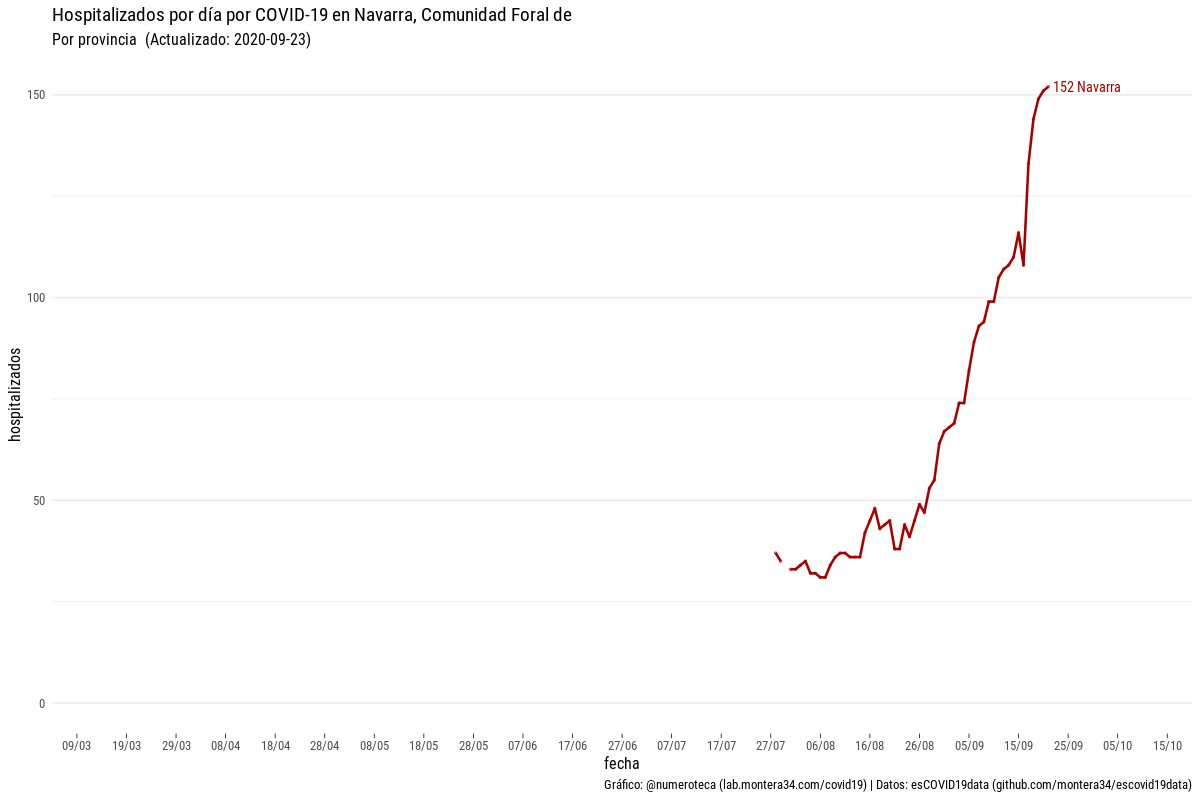 Hospitalizados por día por COVID-19 en Navarra, Comunidad Foral de
Por provincia (Actualizado: 2020-09-23)
150
152 Navarra
100
50
0
hospitalizados
09/03 19/03 29/03 08/04 18/04 28/04 08/05 18/05 28/05 07/06 17/06 27/06 07/07 17/07 27/07 06/08 16/08 26/08 05/09 15/09 25/09 05/10 15/10
fecha
Gráfico: @numeroteca (lab.montera34.com/covid19) | Datos: esCOVID19data (github.com/montera34/escovid19data)